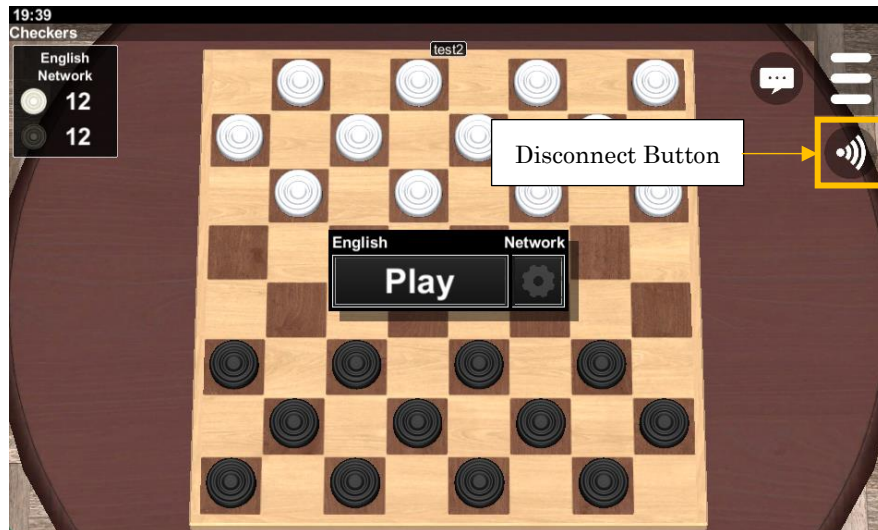 19:39
Checkers
English
Network
12
12
test2
Disconnect Button
English Network
Play